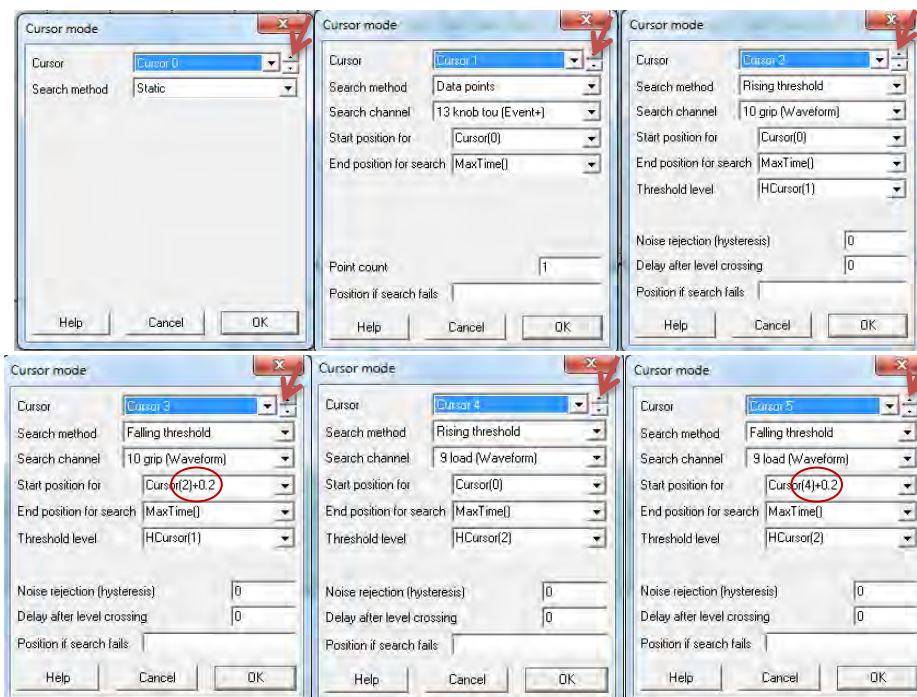 Cursor mode
Cursor Cursor 0
Search method Static
Help Cancel OK
Cursor mode
Cursor Cursor 1
Search method Data points
Search channel 13 knob tou (Event+)
Start position for Cursor(0)
End position for search MaxTime()
Point count 1
Position if search fails
Help Cancel OK
Cursor mode
Cursor Cursor 2
Search method Rising threshold
Search channel 10 grip (Waveform)
Start position for Cursor(0)
End position for search MaxTime()
Threshold level HCursor(1)
Noise rejection (hysteresis) 0
Delay after level crossing 0
Position if search fails
Help Cancel OK
Cursor mode
Cursor Cursor 3
Search method Falling threshold
Search channel 10 grip (Waveform)
Start position for Cursor(2)+0.2
End position for search MaxTime()
Threshold level HCursor(1)
Noise rejection (hysteresis) 0
Delay after level crossing 0
Position if search fails
Help Cancel OK
Cursor mode
Cursor Cursor 4
Search method Rising threshold
Search channel 9 load (Waveform)
Start position for Cursor(0)
End position for search MaxTime()
Threshold level HCursor(2)
Noise rejection (hysteresis) 0
Delay after level crossing 0
Position if search fails
Help Cancel OK
Cursor mode
Cursor Cursor 5
Search method Falling threshold
Search channel 9 load (Waveform)
Start position for Cursor(4)+0.2
End position for search MaxTime()
Threshold level HCursor(2)
Noise rejection (hysteresis) 0
Delay after level crossing 0
Position if search fails
Help Cancel OK